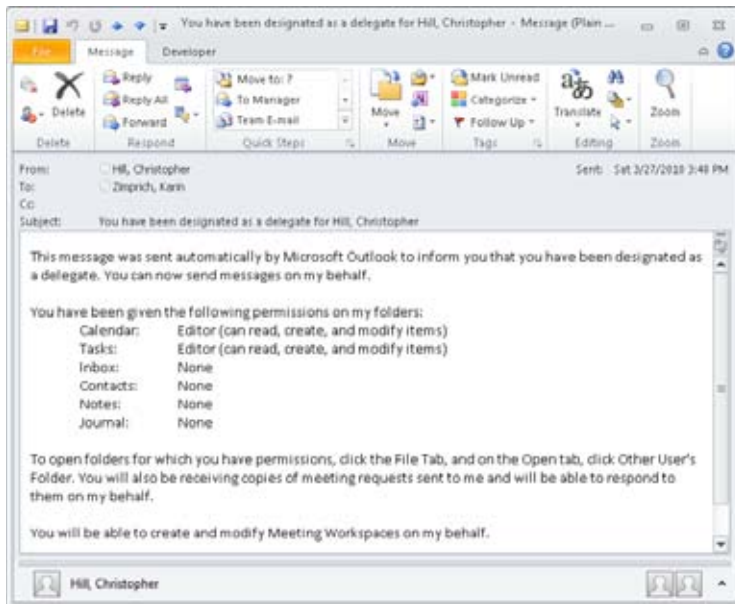 You have been designated as a delegate for Hill, Christopher - Message (Plain ...
File Message Developer
Reply Move to: ? Mark Unread
Reply All To Manager Categorize
Delete Forward Team E-mail Move Follow Up Translate Zoom
Delete Respond Quick Steps Move Tags Editing Zoom
From: Hill, Christopher Sent: Sat 3/27/2010 3:48 PM
To: Zimprich, Karin
Cc:
Subject: You have been designated as a delegate for Hill, Christopher
This message was sent automatically by Microsoft Outlook to inform you that you have been designated as
a delegate. You can now send messages on my behalf.
You have been given the following permissions on my folders:
Calendar: Editor (can read, create, and modify items)
Tasks: Editor (can read, create, and modify items)
Inbox: None
Contacts: None
Notes: None
Journal: None
To open folders for which you have permissions, click the File Tab, and on the Open tab, click Other User's
Folder. You will also be receiving copies of meeting requests sent to me and will be able to respond to
them on my behalf.
You will be able to create and modify Meeting Workspaces on my behalf.
Hill, Christopher